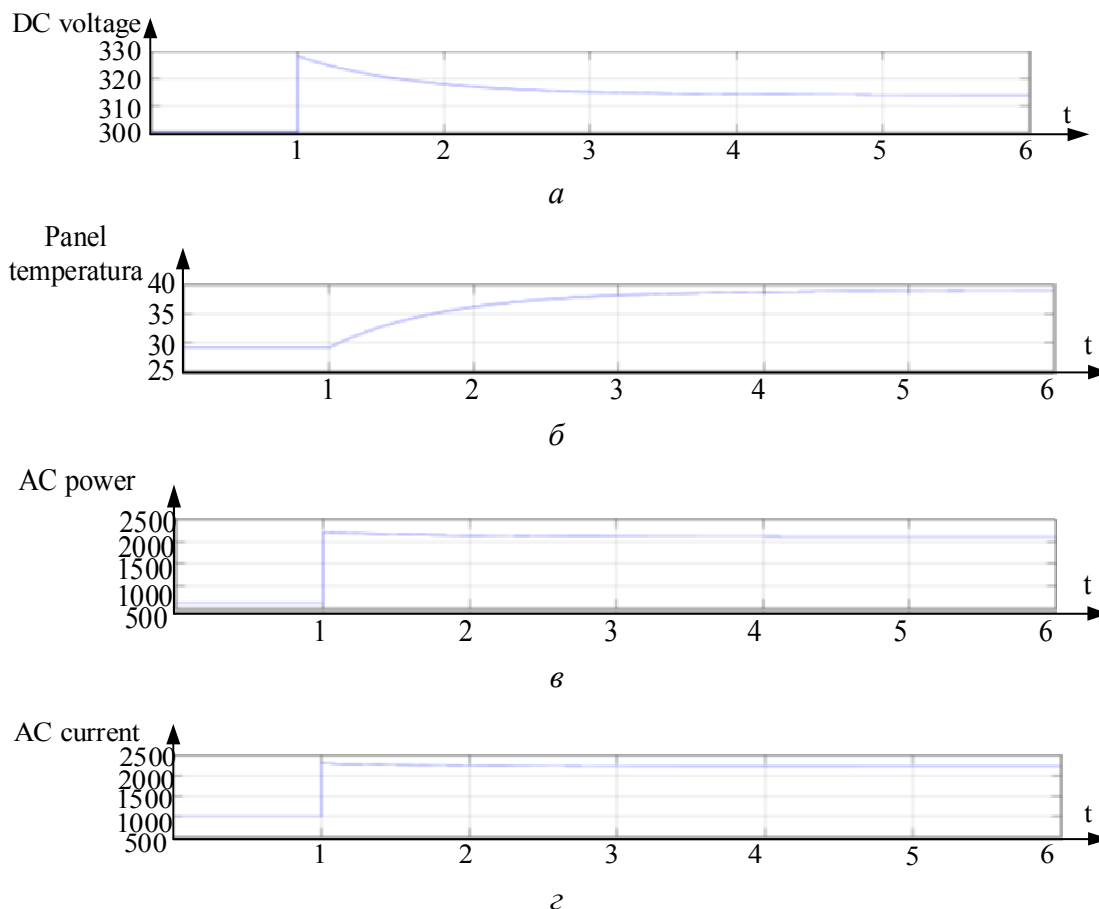 DC voltage
330
320
310
300
t
1 2 3 4 5 6
а
Panel
temperatura
40
35
30
25
t
1 2 3 4 5 6
б
AC power
2500
2000
1500
1000
500
t
1 2 3 4 5 6
в
AC current
2500
2000
1500
1000
500
t
1 2 3 4 5 6
г